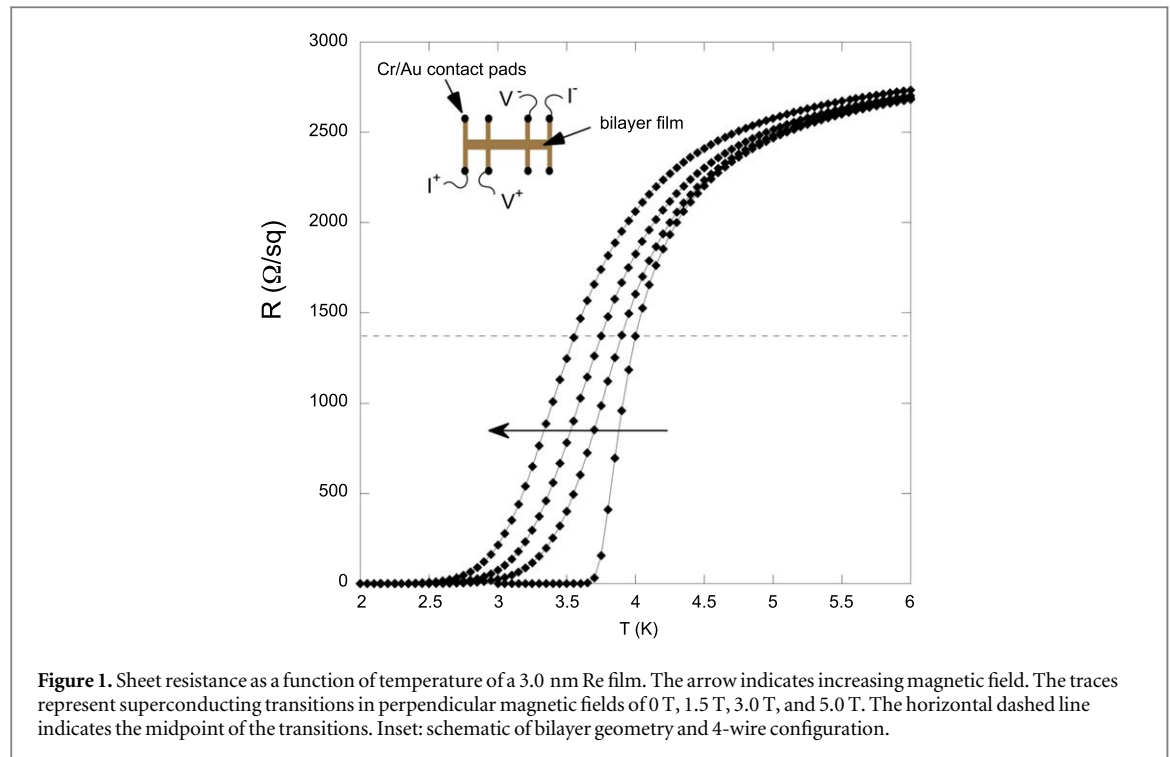 3000
2500
2000
1500
1000
500
0
R (Ω/sq)
Cr/Au contact pads
V⁻ I⁻
bilayer film
I⁺ V⁺
2 2.5 3 3.5 4 4.5 5 5.5 6
T (K)
Figure 1. Sheet resistance as a function of temperature of a 3.0 nm Re film. The arrow indicates increasing magnetic field. The traces
represent superconducting transitions in perpendicular magnetic fields of 0 T, 1.5 T, 3.0 T, and 5.0 T. The horizontal dashed line
indicates the midpoint of the transitions. Inset: schematic of bilayer geometry and 4-wire configuration.